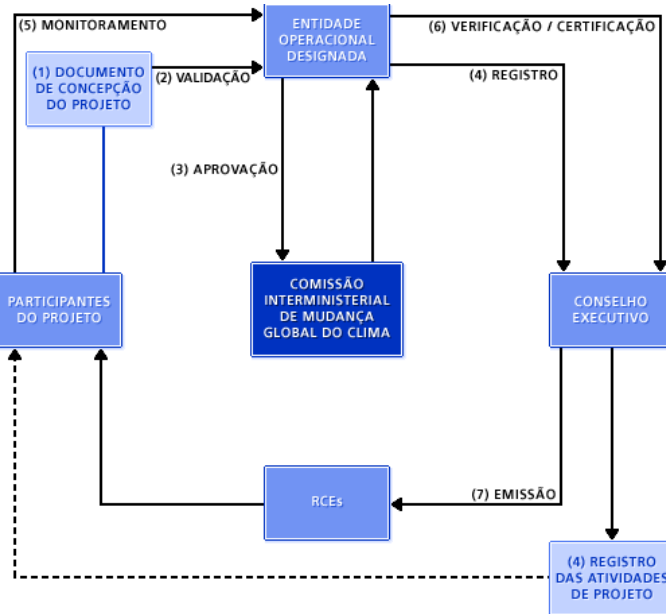 (5) MONITORAMENTO
ENTIDADE
OPERACIONAL
DESIGNADA
(6) VERIFICAÇÃO / CERTIFICAÇÃO
(1) DOCUMENTO
DE CONCEPÇÃO
DO PROJETO
(2) VALIDAÇÃO
(4) REGISTRO
(3) APROVAÇÃO
PARTICIPANTES
DO PROJETO
COMISSÃO
INTERMINISTERIAL
DE MUDANÇA
GLOBAL DO CLIMA
CONSELHO
EXECUTIVO
RCEs
(7) EMISSÃO
(4) REGISTRO
DAS ATIVIDADES
DE PROJETO